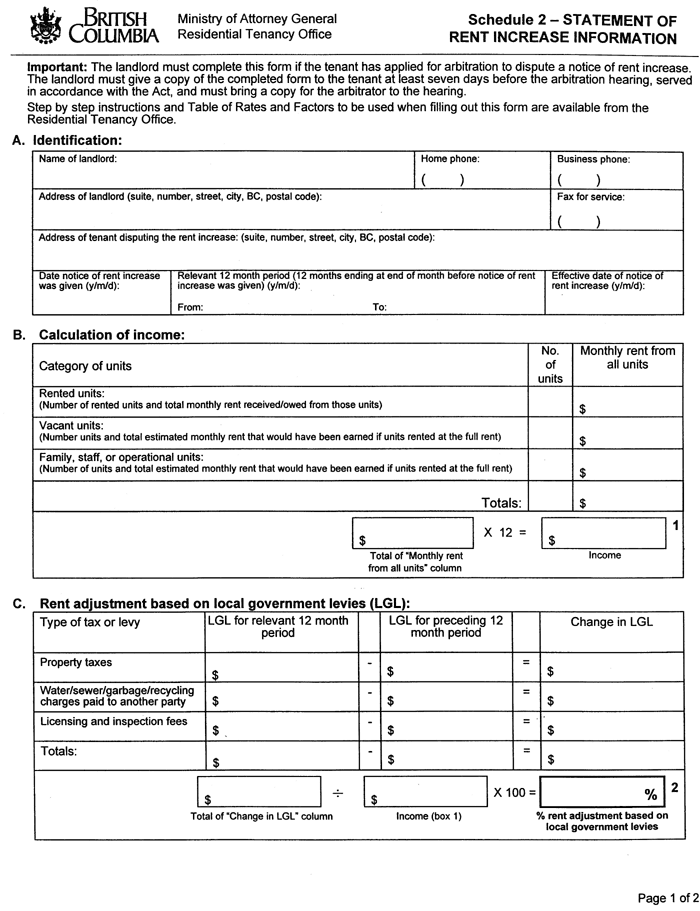 BRITISH
COLUMBIA
Ministry of Attorney General
Residential Tenancy Office
Schedule 2 – STATEMENT OF
RENT INCREASE INFORMATION
Important: The landlord must complete this form if the tenant has applied for arbitration to dispute a notice of rent increase.
The landlord must give a copy of the completed form to the tenant at least seven days before the arbitration hearing, served
in accordance with the Act, and must bring a copy for the arbitrator to the hearing.
Step by step instructions and Table of Rates and Factors to be used when filling out this form are available from the
Residential Tenancy Office.
A. Identification:
Name of landlord: Home phone: Business phone:
( ) ( )
Address of landlord (suite, number, street, city, BC, postal code): Fax for service:
( )
Address of tenant disputing the rent increase: (suite, number, street, city, BC, postal code):
Date notice of rent increase Relevant 12 month period (12 months ending at end of month before notice of rent Effective date of notice of
was given (y/m/d): increase was given) (y/m/d): rent increase (y/m/d):
From: To:
B. Calculation of income:
Category of units No. of units Monthly rent from all units
Rented units:
(Number of rented units and total monthly rent received/owed from those units) $
Vacant units:
(Number units and total estimated monthly rent that would have been earned if units rented at the full rent) $
Family, staff, or operational units:
(Number of units and total estimated monthly rent that would have been earned if units rented at the full rent) $
Totals: $
$ X 12 = $ 1
Total of "Monthly rent Income
from all units" column
C. Rent adjustment based on local government levies (LGL):
Type of tax or levy LGL for relevant 12 month period LGL for preceding 12 month period Change in LGL
Property taxes $ - $ = $
Water/sewer/garbage/recycling
charges paid to another party $ - $ = $
Licensing and inspection fees $ - $ = $
Totals: $ - $ = $
$ ÷ $ X 100 = % 2
Total of "Change in LGL" column Income (box 1) % rent adjustment based on
local government levies
Page 1 of 2